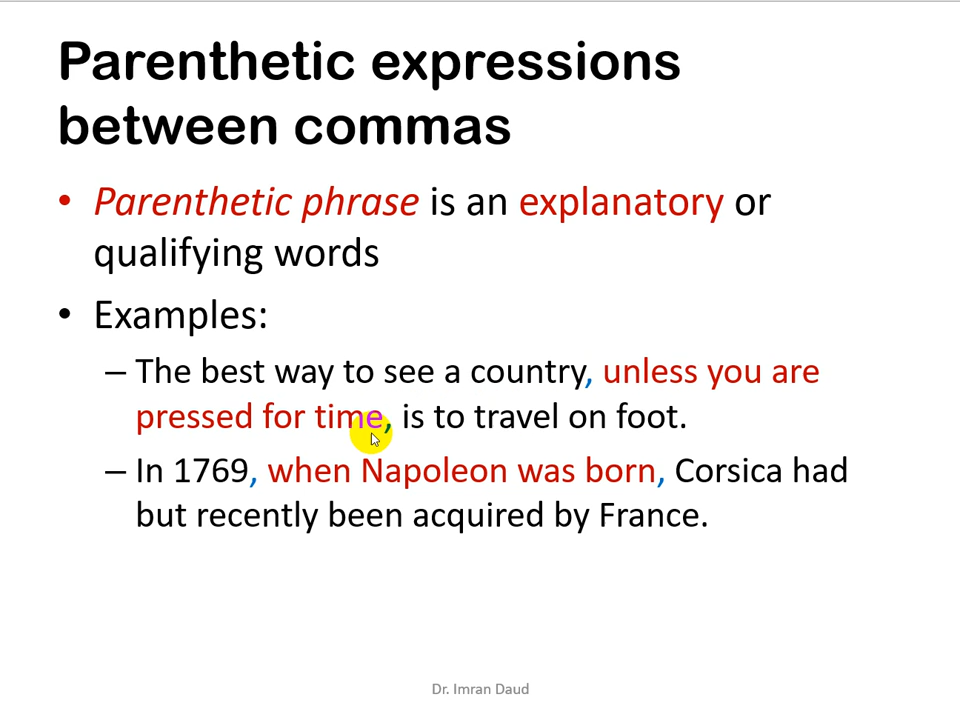 Parenthetic expressions
between commas
• Parenthetic phrase is an explanatory or
qualifying words
• Examples:
– The best way to see a country, unless you are
pressed for time, is to travel on foot.
– In 1769, when Napoleon was born, Corsica had
but recently been acquired by France.
Dr. Imran Daud